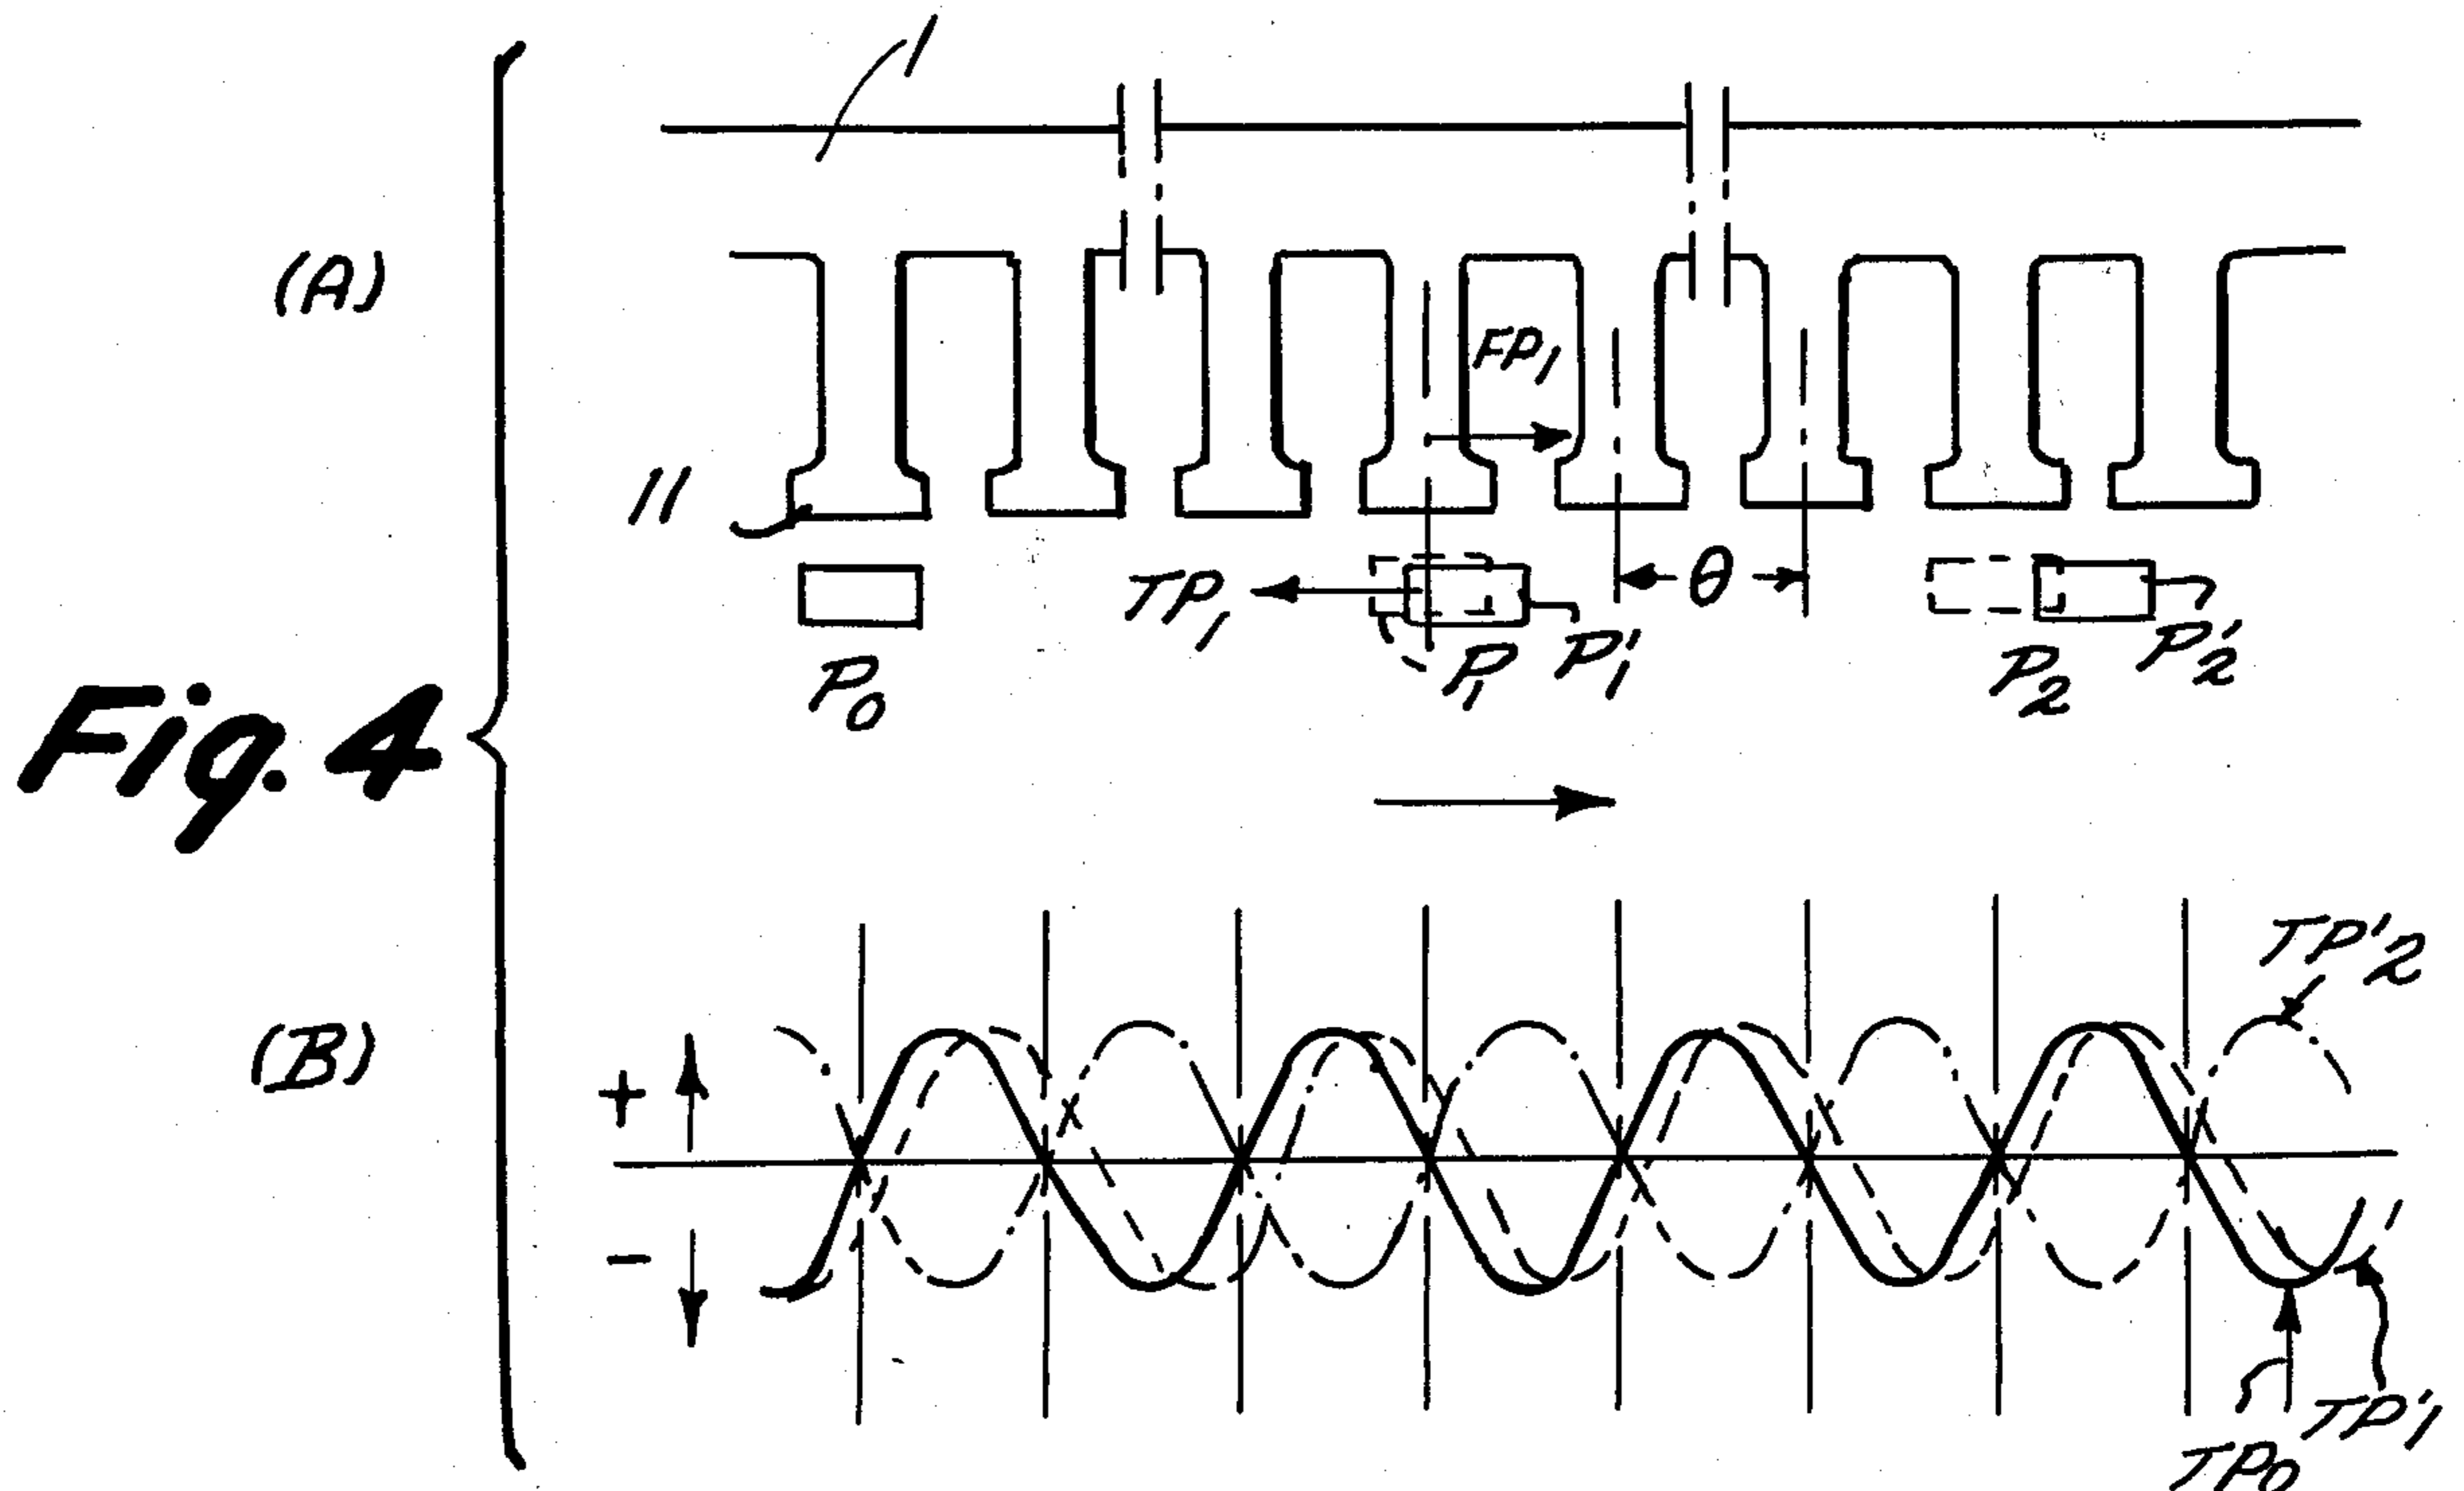 1
(A)
FP1
11
TP1
θ
P0
P1
P'1
P2
P'2
Fig. 4
TP'2
(B)
+
-
TP'1
TP0